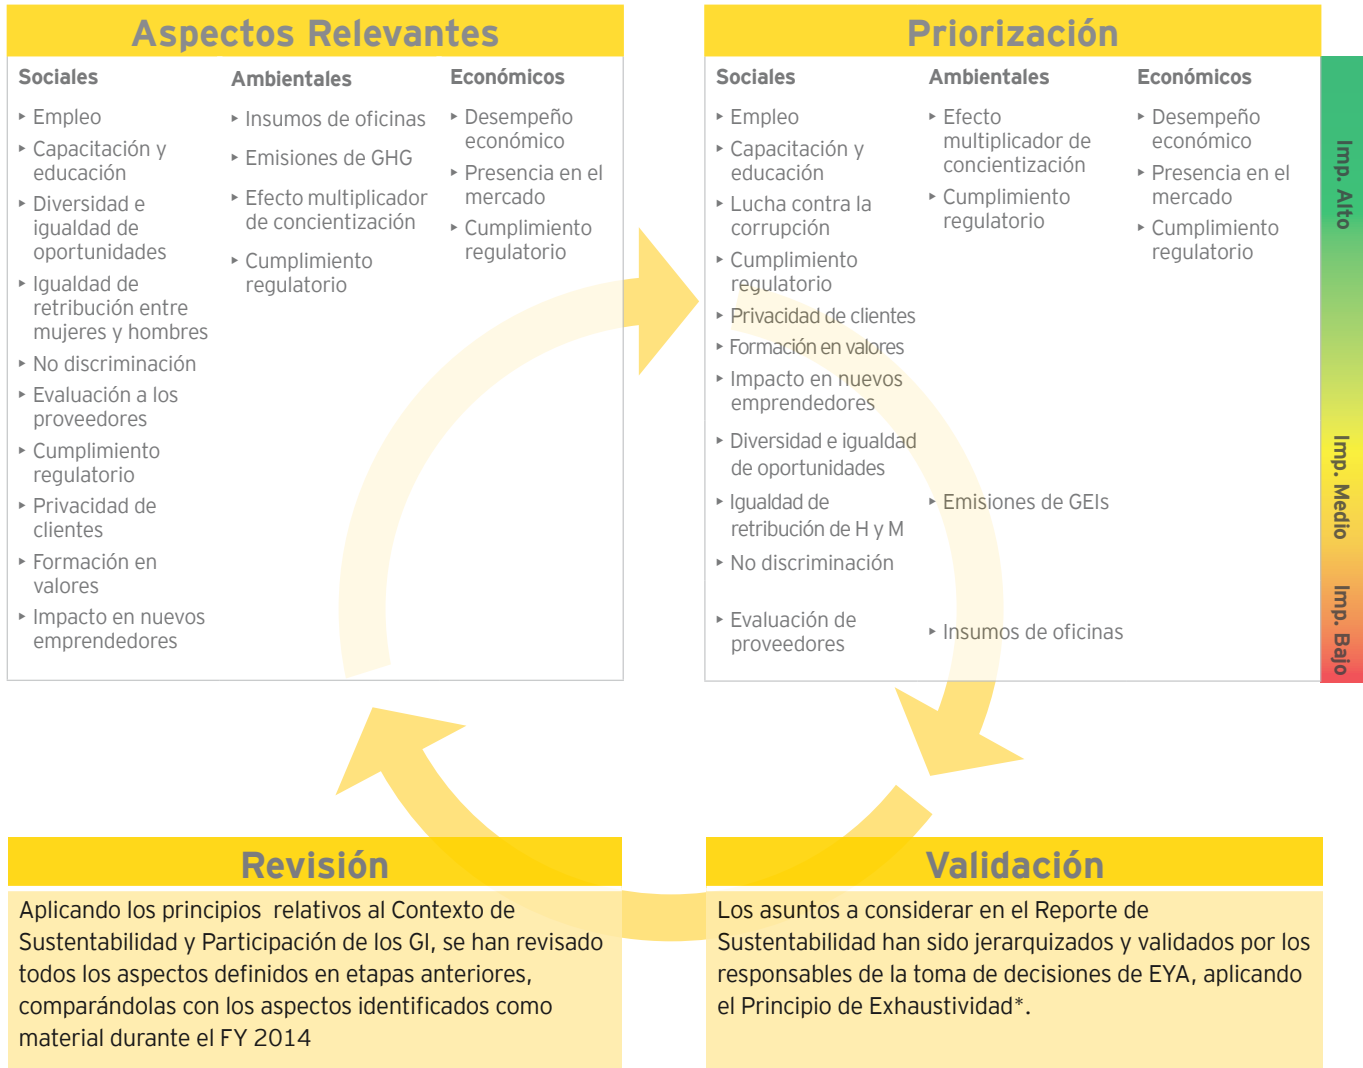 Aspectos Relevantes
Sociales
‣ Empleo
‣ Capacitación y
educación
‣ Diversidad e
igualdad de
oportunidades
‣ Igualdad de
retribución entre
mujeres y hombres
‣ No discriminación
‣ Evaluación a los
proveedores
‣ Cumplimiento
regulatorio
‣ Privacidad de
clientes
‣ Formación en
valores
‣ Impacto en nuevos
emprendedores
Ambientales
‣ Insumos de oficinas
‣ Emisiones de GHG
‣ Efecto multiplicador
de concientización
‣ Cumplimiento
regulatorio
Económicos
‣ Desempeño
económico
‣ Presencia en el
mercado
‣ Cumplimiento
regulatorio
Priorización
Sociales
‣ Empleo
‣ Capacitación y
educación
‣ Lucha contra la
corrupción
‣ Cumplimiento
regulatorio
‣ Privacidad de clientes
‣ Formación en valores
‣ Impacto en nuevos
emprendedores
‣ Diversidad e igualdad
de oportunidades
‣ Igualdad de
retribución de H y M
‣ No discriminación
‣ Evaluación de
proveedores
Ambientales
‣ Efecto
multiplicador de
concientización
‣ Cumplimiento
regulatorio
‣ Emisiones de GEIs
‣ Insumos de oficinas
Económicos
‣ Desempeño
económico
‣ Presencia en el
mercado
‣ Cumplimiento
regulatorio
Imp. Alto
Imp. Medio
Imp. Bajo
Revisión
Aplicando los principios relativos al Contexto de
Sustentabilidad y Participación de los GI, se han revisado
todos los aspectos definidos en etapas anteriores,
comparándolas con los aspectos identificados como
material durante el FY 2014
Validación
Los asuntos a considerar en el Reporte de
Sustentabilidad han sido jerarquizados y validados por los
responsables de la toma de decisiones de EYA, aplicando
el Principio de Exhaustividad*.